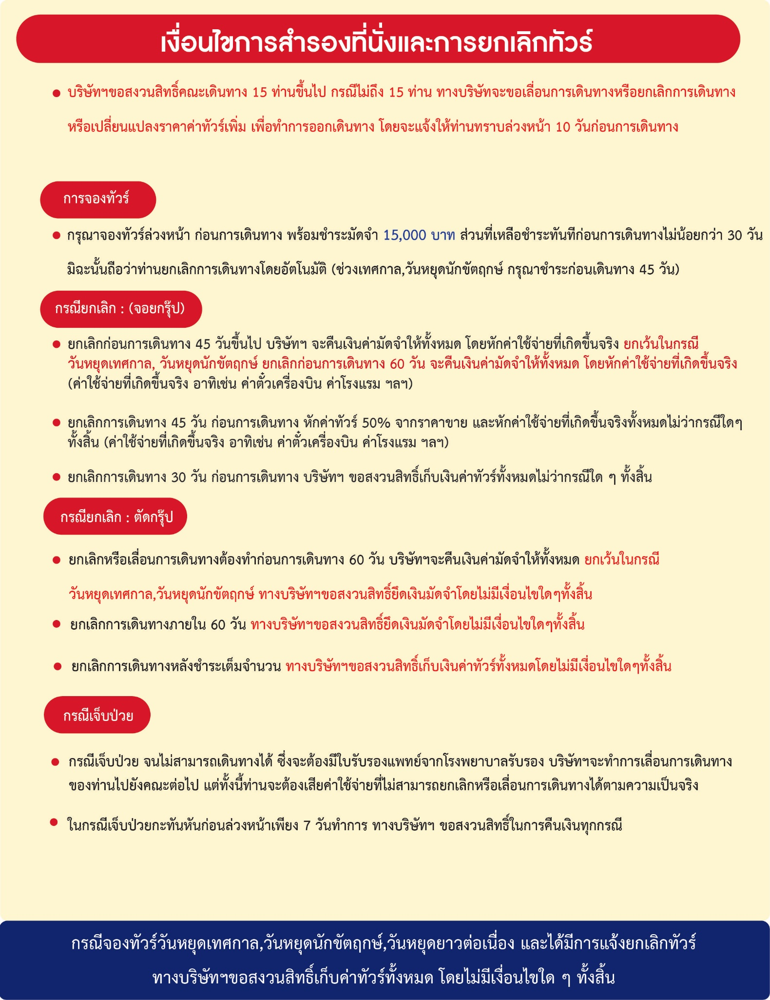 เงื่อนไขการสำรองที่นั่งและการยกเลิกทัวร์
บริษัทฯขอสงวนสิทธิ์คณะเดินทาง 15 ท่านขึ้นไป กรณีไม่ถึง 15 ท่าน ทางบริษัทจะขอเลื่อนการเดินทางหรือยกเลิกการเดินทาง
หรือเปลี่ยนแปลงราคาค่าทัวร์เพิ่ม เพื่อทำการออกเดินทาง โดยจะแจ้งให้ท่านทราบล่วงหน้า 10 วันก่อนการเดินทาง
การจองทัวร์
กรุณาจองทัวร์ล่วงหน้า ก่อนการเดินทาง พร้อมชำระมัดจำ 15,000 บาท ส่วนที่เหลือชำระทันทีก่อนการเดินทางไม่น้อยกว่า 30 วัน
มิฉะนั้นถือว่าท่านยกเลิกการเดินทางโดยอัตโนมัติ (ช่วงเทศกาล,วันหยุดนักขัตฤกษ์ กรุณาชำระก่อนเดินทาง 45 วัน)
กรณียกเลิก : (จอยกรุ๊ป)
ยกเลิกก่อนการเดินทาง 45 วันขึ้นไป บริษัทฯ จะคืนเงินค่ามัดจำให้ทั้งหมด โดยหักค่าใช้จ่ายที่เกิดขึ้นจริง ยกเว้นในกรณี
วันหยุดเทศกาล, วันหยุดนักขัตฤกษ์ ยกเลิกก่อนการเดินทาง 60 วัน จะคืนเงินค่ามัดจำให้ทั้งหมด โดยหักค่าใช้จ่ายที่เกิดขึ้นจริง
(ค่าใช้จ่ายที่เกิดขึ้นจริง อาทิเช่น ค่าตั๋วเครื่องบิน ค่าโรงแรม ฯลฯ)
ยกเลิกการเดินทาง 45 วัน ก่อนการเดินทาง หักค่าทัวร์ 50% จากราคาขาย และหักค่าใช้จ่ายที่เกิดขึ้นจริงทั้งหมดไม่ว่ากรณีใดๆ
ทั้งสิ้น (ค่าใช้จ่ายที่เกิดขึ้นจริง อาทิเช่น ค่าตั๋วเครื่องบิน ค่าโรงแรม ฯลฯ)
ยกเลิกการเดินทาง 30 วัน ก่อนการเดินทาง บริษัทฯ ขอสงวนสิทธิ์เก็บเงินค่าทัวร์ทั้งหมดไม่ว่ากรณีใด ๆ ทั้งสิ้น
กรณียกเลิก : ตัดกรุ๊ป
ยกเลิกหรือเลื่อนการเดินทางต้องทำก่อนการเดินทาง 60 วัน บริษัทฯจะคืนเงินค่ามัดจำให้ทั้งหมด ยกเว้นในกรณี
วันหยุดเทศกาล,วันหยุดนักขัตฤกษ์ ทางบริษัทฯขอสงวนสิทธิ์ยึดเงินมัดจำโดยไม่มีเงื่อนไขใดๆทั้งสิ้น
ยกเลิกการเดินทางภายใน 60 วัน ทางบริษัทฯขอสงวนสิทธิ์ยึดเงินมัดจำโดยไม่มีเงื่อนไขใดๆทั้งสิ้น
ยกเลิกการเดินทางหลังชำระเต็มจำนวน ทางบริษัทฯขอสงวนสิทธิ์เก็บเงินค่าทัวร์ทั้งหมดโดยไม่มีเงื่อนไขใดๆทั้งสิ้น
กรณีเจ็บป่วย
กรณีเจ็บป่วย จนไม่สามารถเดินทางได้ ซึ่งจะต้องมีใบรับรองแพทย์จากโรงพยาบาลรับรอง บริษัทฯจะทำการเลื่อนการเดินทาง
ของท่านไปยังคณะต่อไป แต่ทั้งนี้ท่านจะต้องเสียค่าใช้จ่ายที่ไม่สามารถยกเลิกหรือเลื่อนการเดินทางได้ตามความเป็นจริง
ในกรณีเจ็บป่วยกะทันหันก่อนล่วงหน้าเพียง 7 วันทำการ ทางบริษัทฯ ขอสงวนสิทธิ์ในการคืนเงินทุกกรณี
กรณีจองทัวร์วันหยุดเทศกาล,วันหยุดนักขัตฤกษ์,วันหยุดยาวต่อเนื่อง และได้มีการแจ้งยกเลิกทัวร์
ทางบริษัทฯขอสงวนสิทธิ์เก็บค่าทัวร์ทั้งหมด โดยไม่มีเงื่อนไขใด ๆ ทั้งสิ้น